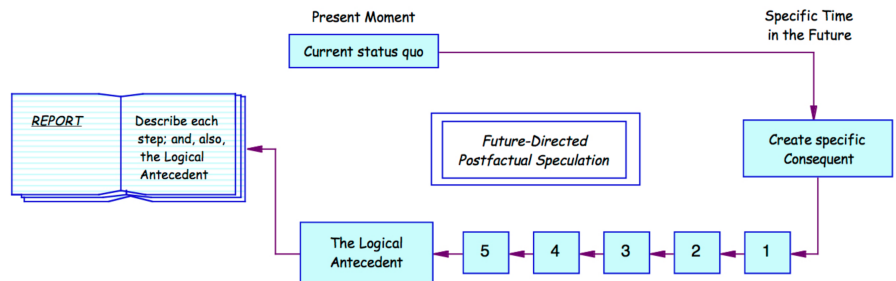 Present Moment
Specific Time
in the Future
Current status quo
REPORT
Describe each
step; and, also,
the Logical
Antecedent
Future-Directed
Postfactual Speculation
Create specific
Consequent
The Logical
Antecedent
5
4
3
2
1